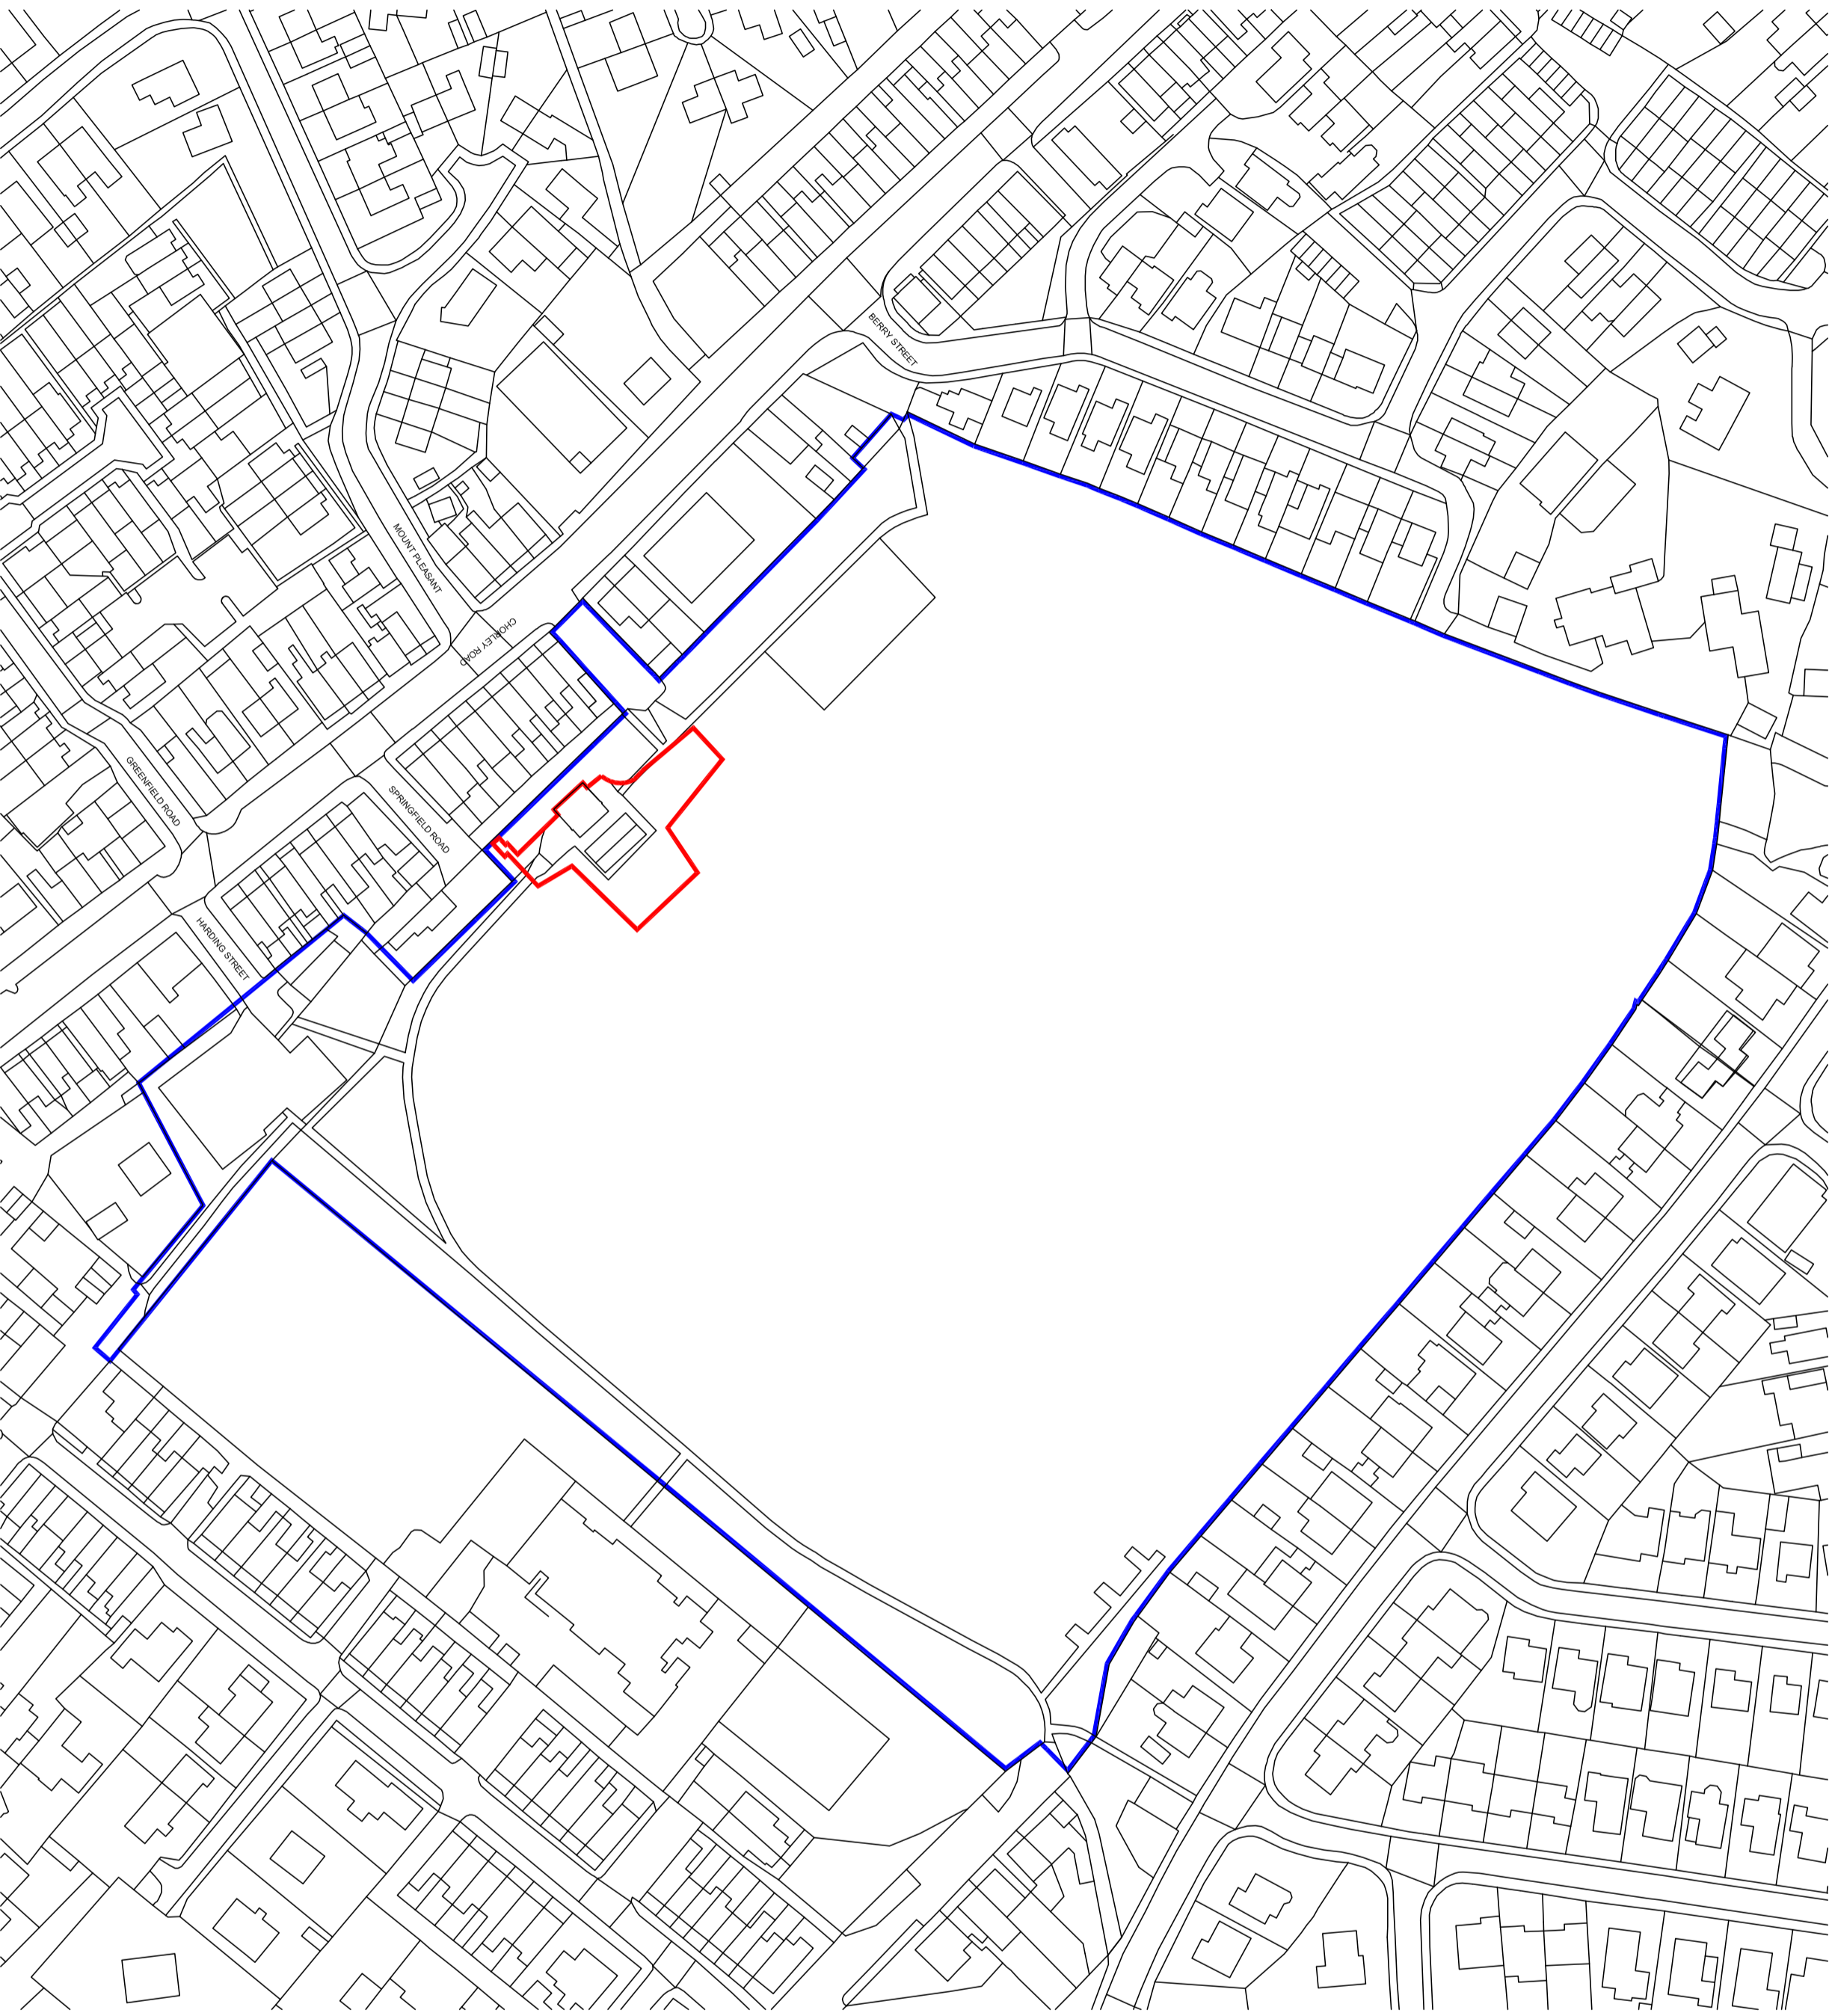 BERRY STREET
MOUNT PLEASANT
CHORLEY ROAD
GREENFIELD ROAD
SPRINGFIELD ROAD
HARDING STREET